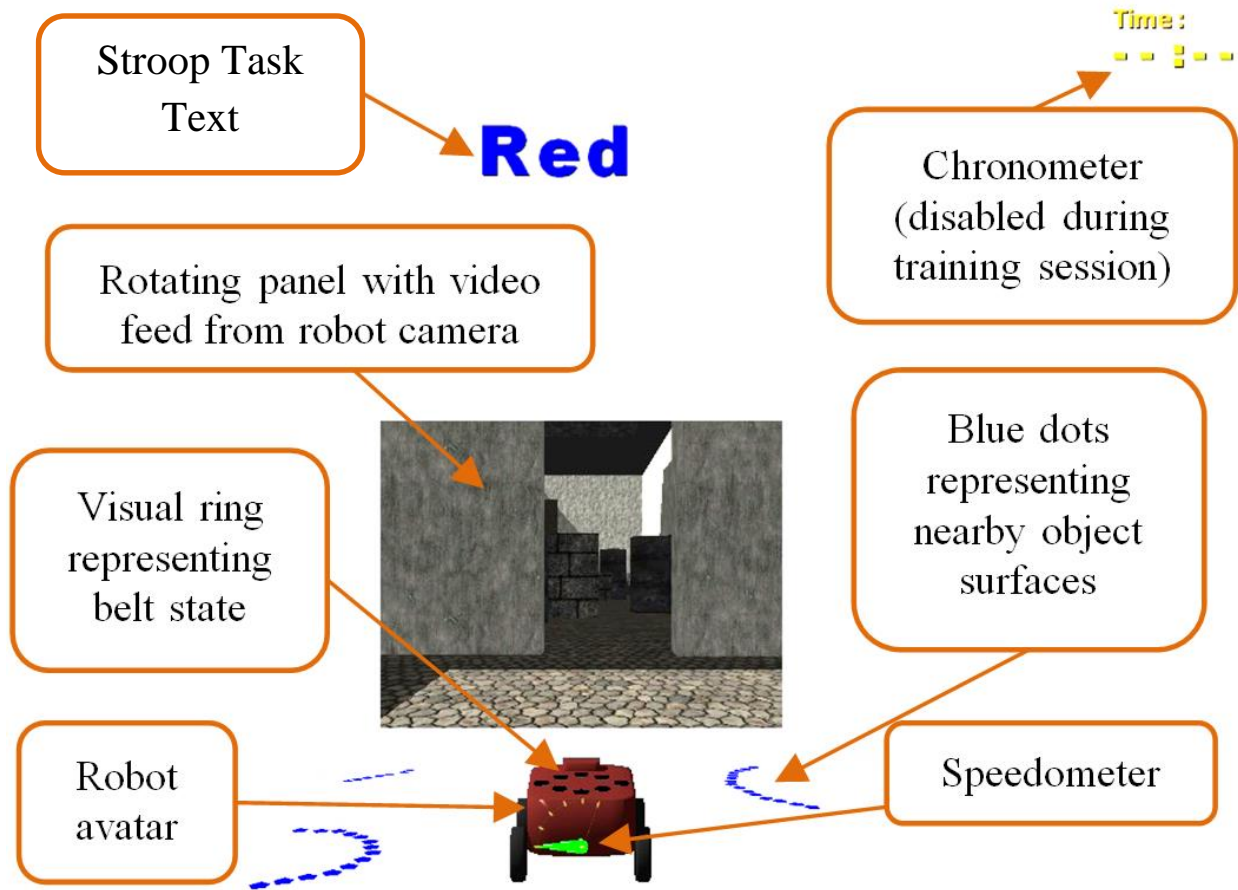 Stroop Task
Text
Time:
-- :--
Red
Chronometer
(disabled during
training session)
Rotating panel with video
feed from robot camera
Blue dots
representing
nearby object
surfaces
Visual ring
representing
belt state
Robot
avatar
Speedometer